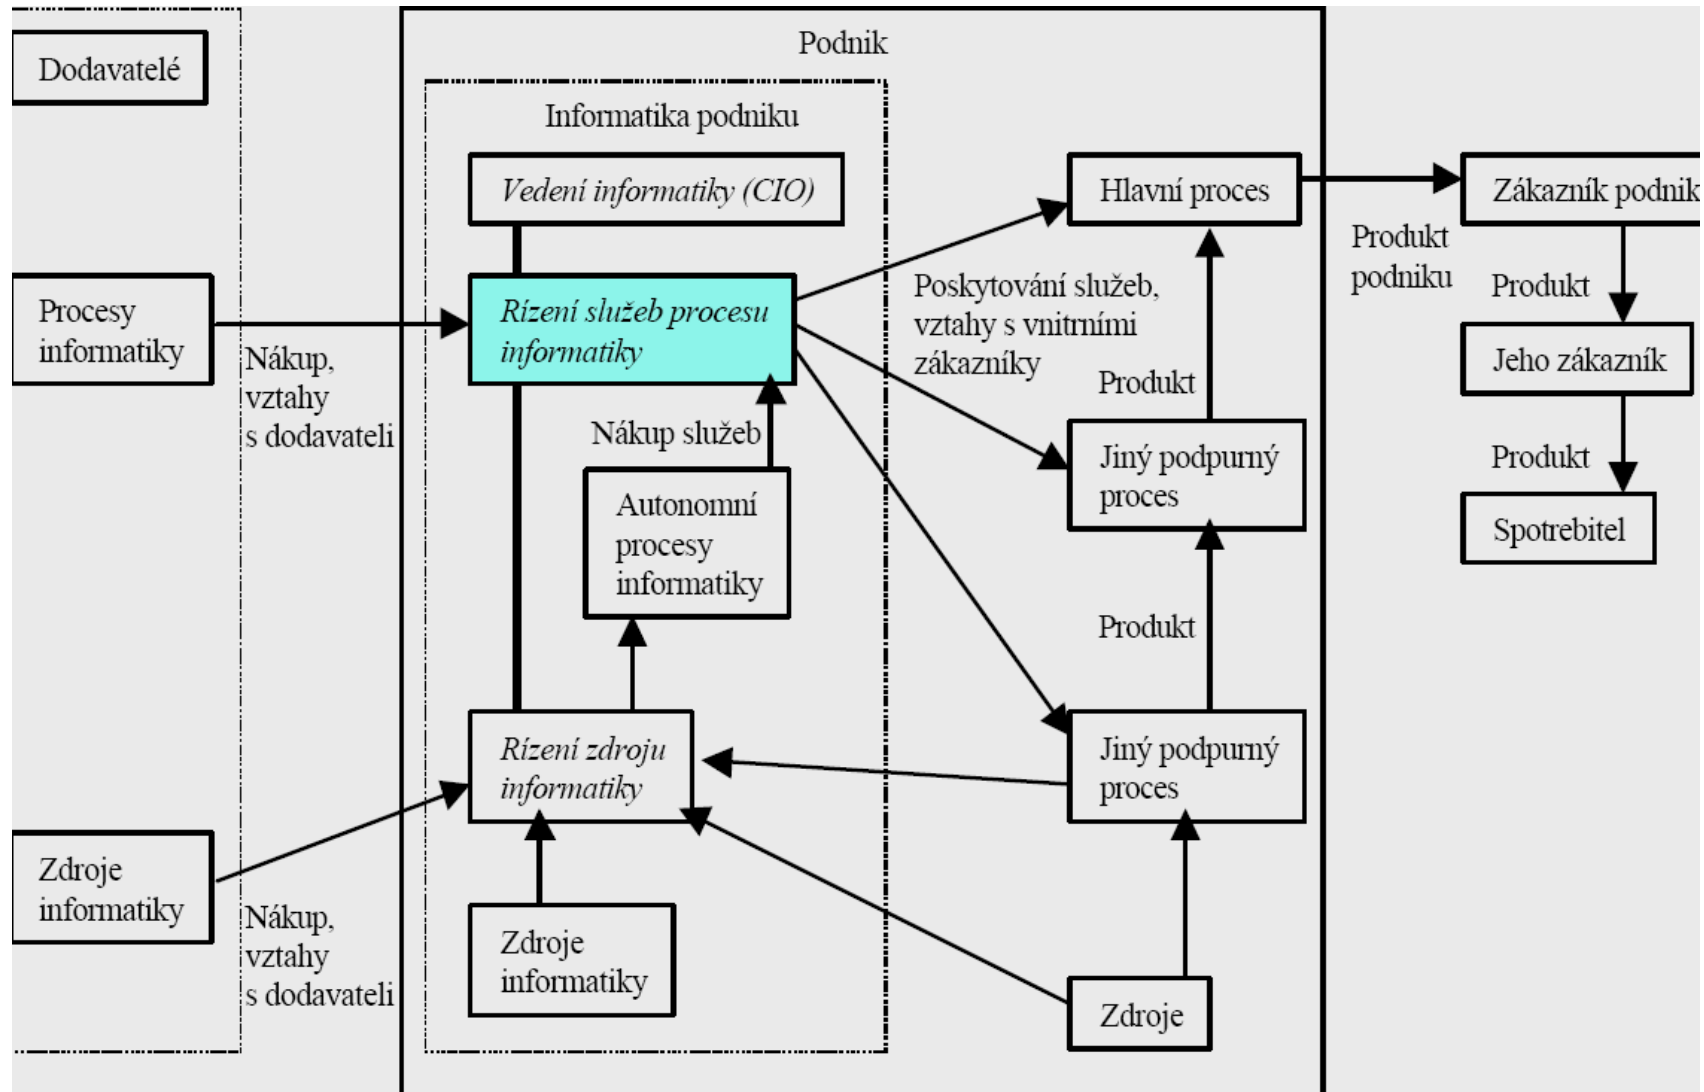 Podnik
Dodavatelé
Informatika podniku
Vedení informatiky (CIO)
Hlavní proces
Zákazník podnik
Produkt
podniku
Procesy
informatiky
Rízení služeb procesu
informatiky
Poskytování služeb,
vztahy s vnitrními
zákazníky
Produkt
Jeho zákazník
Nákup,
vztahy
s dodavateli
Produkt
Nákup služeb
Jiný podpurný
proces
Produkt
Spotrebitel
Autonomní
procesy
informatiky
Produkt
Rízení zdroju
informatiky
Jiný podpurný
proces
Zdroje
informatiky
Nákup,
vztahy
s dodavateli
Zdroje
informatiky
Zdroje